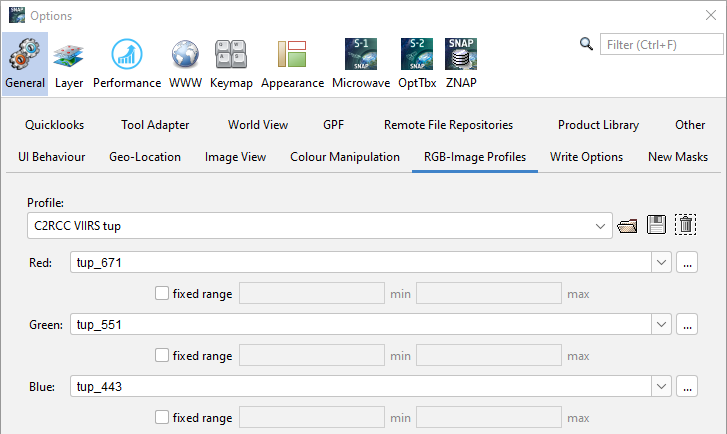 Options
S-1 S-2 SNAP
SNAP SNAP
General Layer Performance WWW Keymap Appearance Microwave OptTbx ZNAP
Filter (Ctrl+F)
Quicklooks Tool Adapter World View GPF Remote File Repositories Product Library Other
UI Behaviour Geo-Location Image View Colour Manipulation RGB-Image Profiles Write Options New Masks
Profile:
C2RCC VIIRS tup
Red: tup_671 ...
fixed range min max
Green: tup_551 ...
fixed range min max
Blue: tup_443 ...
fixed range min max